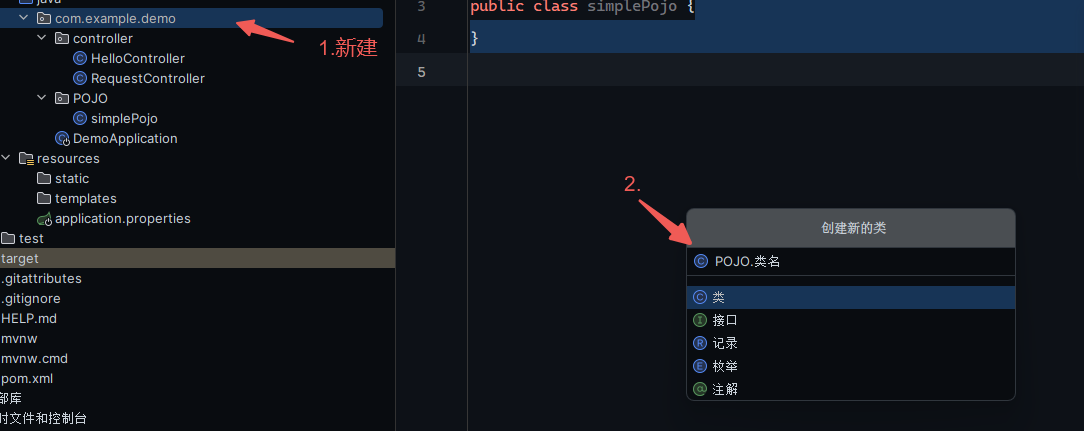 java
com.example.demo
1.新建
controller
HelloController
RequestController
POJO
simplePojo
DemoApplication
resources
static
templates
application.properties
test
target
.gitattributes
.gitignore
HELP.md
mvnw
mvnw.cmd
pom.xml
部库
时文件和控制台
3 public class simplePojo {
4 }
5
2.
创建新的类
C POJO.类名
C 类
I 接口
R 记录
E 枚举
@ 注解